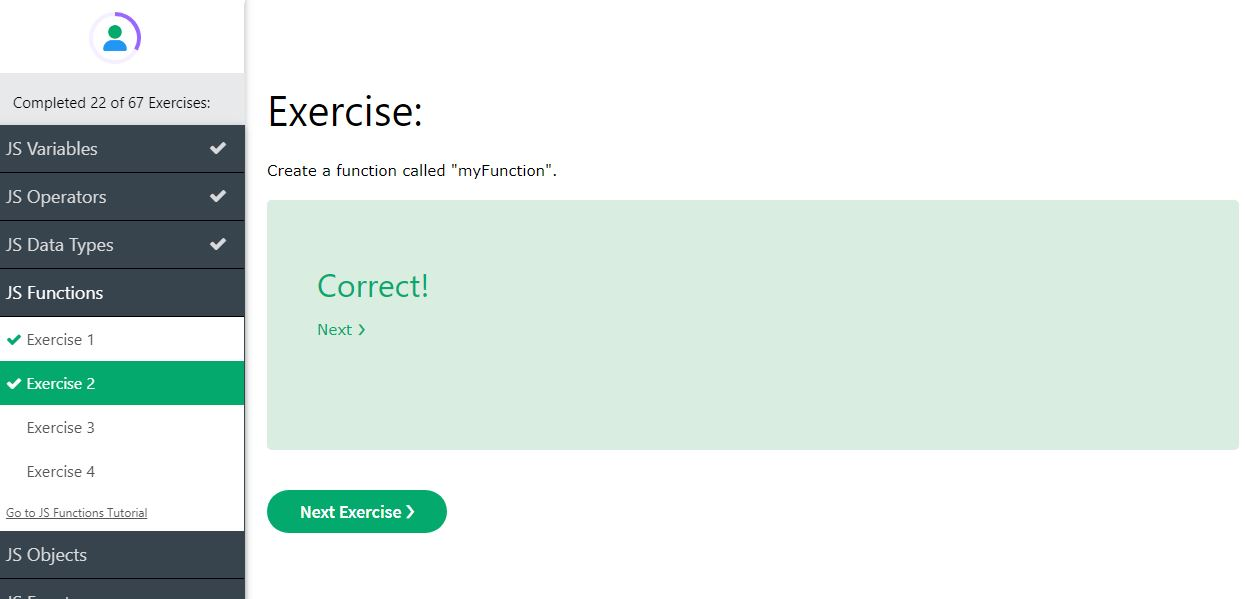 Completed 22 of 67 Exercises:
JS Variables
JS Operators
JS Data Types
JS Functions
Exercise 1
Exercise 2
Exercise 3
Exercise 4
Go to JS Functions Tutorial
JS Objects
Exercise:
Create a function called "myFunction".
Correct!
Next ❯
Next Exercise ❯